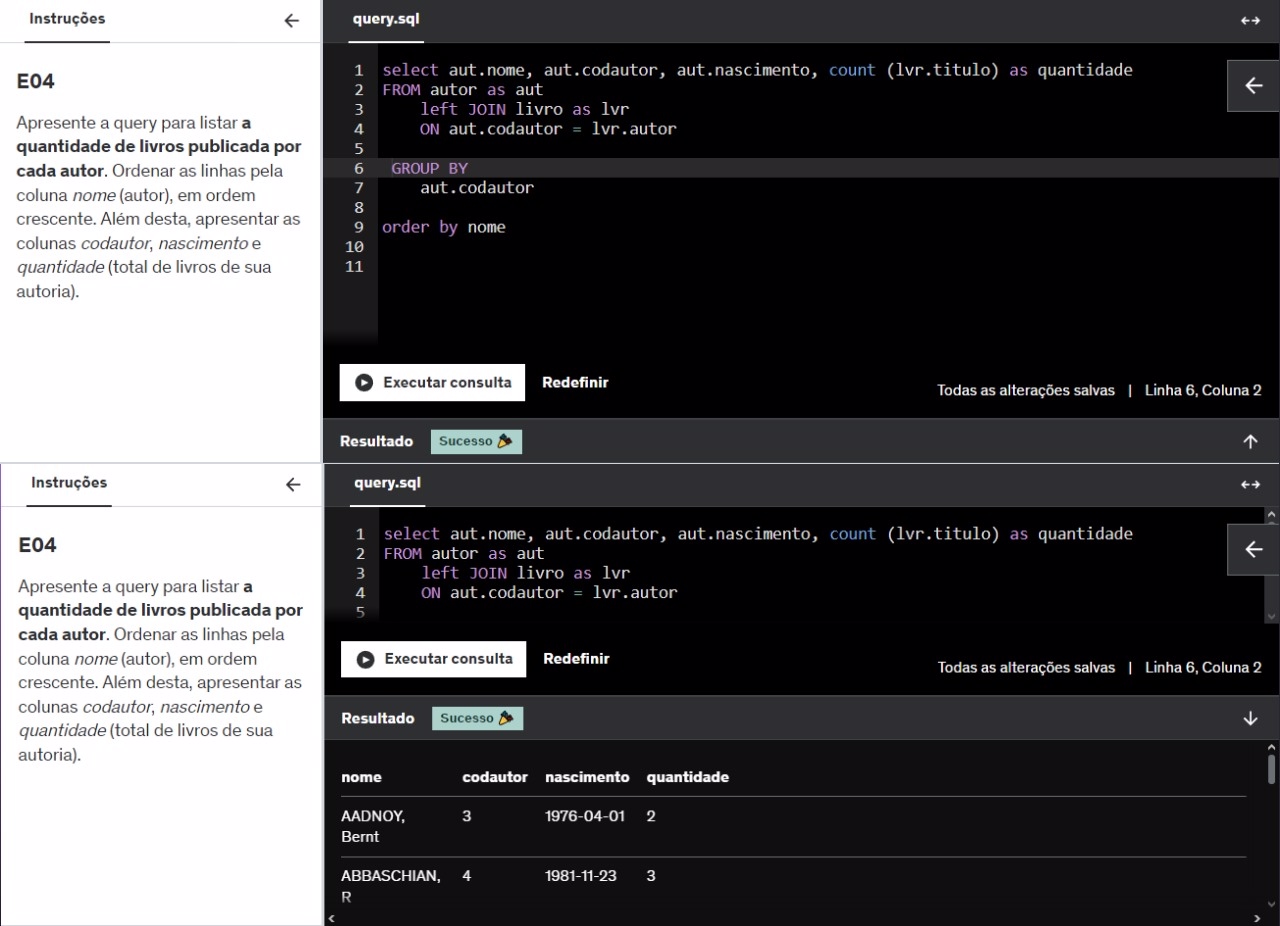 Instruções
E04
Apresente a query para listar a
quantidade de livros publicada por
cada autor. Ordenar as linhas pela
coluna nome (autor), em ordem
crescente. Além desta, apresentar as
colunas codautor, nascimento e
quantidade (total de livros de sua
autoria).
query.sql
1 select aut.nome, aut.codautor, aut.nascimento, count (lvr.titulo) as quantidade
2 FROM autor as aut
3 left JOIN livro as lvr
4 ON aut.codautor = lvr.autor
5
6 GROUP BY
7 aut.codautor
8
9 order by nome
10
11
Executar consulta Redefinir
Todas as alterações salvas | Linha 6, Coluna 2
Resultado Sucesso
Instruções
E04
Apresente a query para listar a
quantidade de livros publicada por
cada autor. Ordenar as linhas pela
coluna nome (autor), em ordem
crescente. Além desta, apresentar as
colunas codautor, nascimento e
quantidade (total de livros de sua
autoria).
query.sql
1 select aut.nome, aut.codautor, aut.nascimento, count (lvr.titulo) as quantidade
2 FROM autor as aut
3 left JOIN livro as lvr
4 ON aut.codautor = lvr.autor
5
Executar consulta Redefinir
Todas as alterações salvas | Linha 6, Coluna 2
Resultado Sucesso
nome codautor nascimento quantidade
AADNOY, 3 1976-04-01 2
Bernt
ABBASCHIAN, 4 1981-11-23 3
R